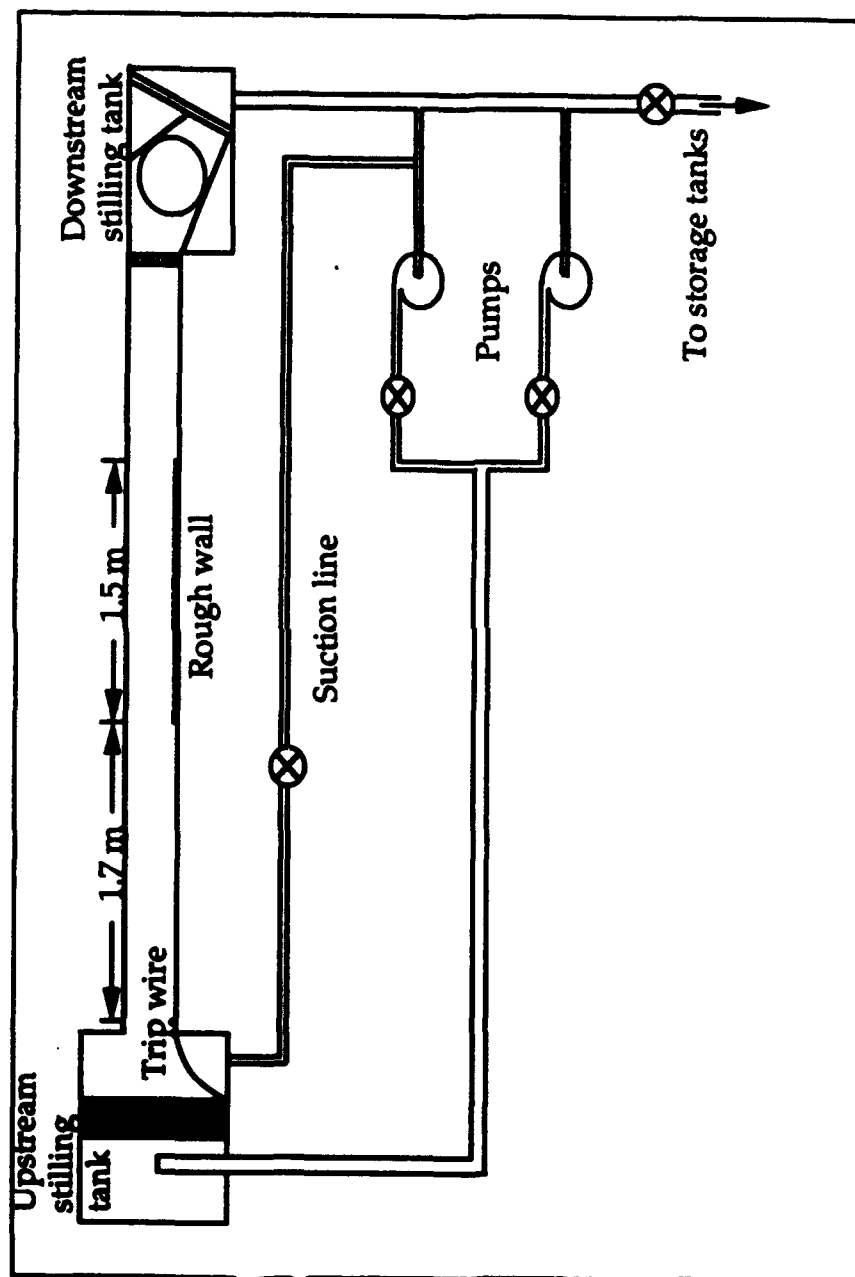 Upstream
stilling
tank
Trip wire
1.7 m
1.5 m
Rough wall
Suction line
Downstream
stilling tank
Pumps
To storage tanks